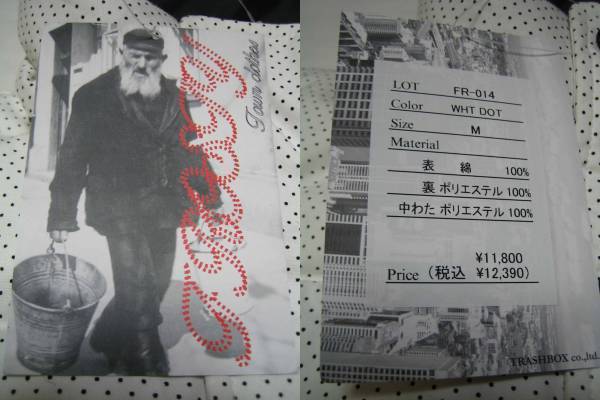 Town clothes
LOT FR-014
Color WHT DOT
Size M
Material
表 綿 100%
裏 ポリエステル 100%
中わた ポリエステル 100%
¥11,800
Price (税込 ¥12,390)
TRASHBOX co.,ltd.